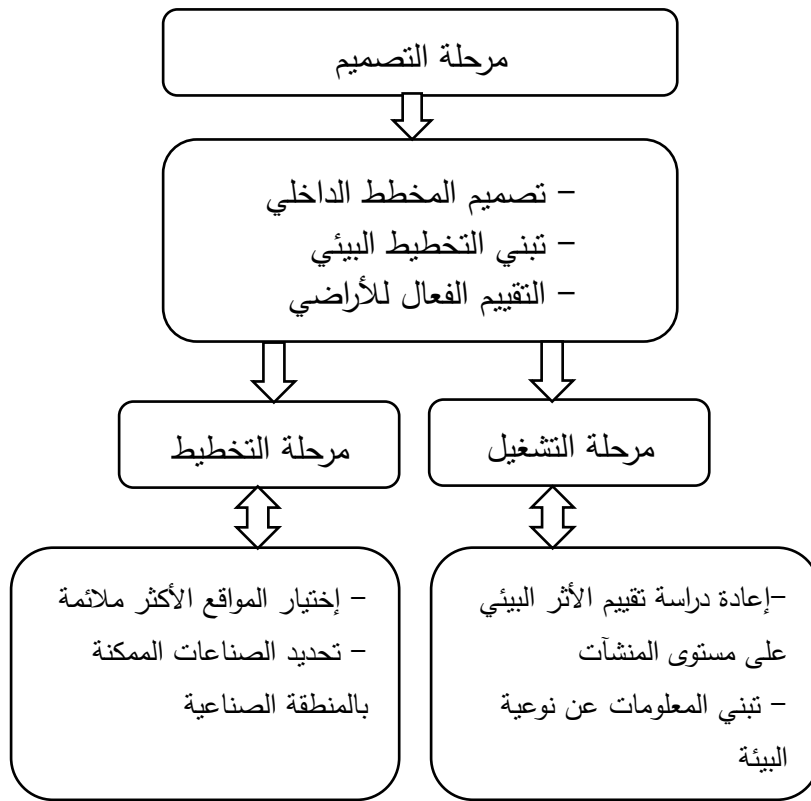 مرحلة التصميم
– تصميم المخطط الداخلي
– تبني التخطيط البيئي
– التقييم الفعال للأراضي
مرحلة التشغيل
مرحلة التخطيط
–إعادة دراسة تقييم الأثر البيئي
على مستوى المنشآت
– تبني المعلومات عن نوعية
البيئة
– إختيار المواقع الأكثر ملائمة
– تحديد الصناعات الممكنة
بالمنطقة الصناعية